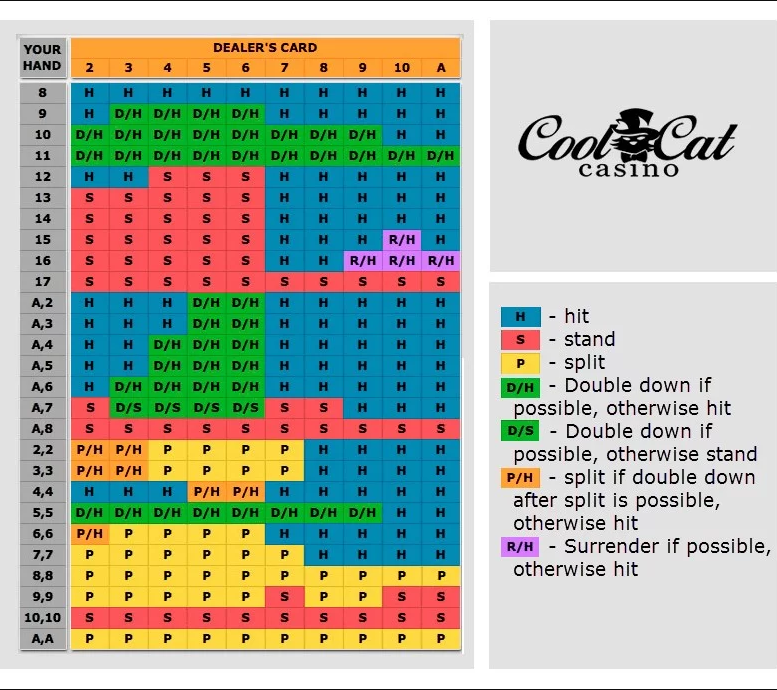 YOUR HAND DEALER'S CARD
2 3 4 5 6 7 8 9 10 A
8 H H H H H H H H H H
9 H D/H D/H D/H D/H H H H H H
10 D/H D/H D/H D/H D/H D/H D/H D/H H H
11 D/H D/H D/H D/H D/H D/H D/H D/H D/H D/H
12 H H S S S H H H H H
13 S S S S S H H H H H
14 S S S S S H H H H H
15 S S S S S H H H R/H H
16 S S S S S H H R/H R/H R/H
17 S S S S S S S S S S
A,2 H H H D/H D/H H H H H H
A,3 H H H D/H D/H H H H H H
A,4 H H D/H D/H D/H H H H H H
A,5 H H D/H D/H D/H H H H H H
A,6 H D/H D/H D/H D/H H H H H H
A,7 S D/S D/S D/S D/S S S H H H
A,8 S S S S S S S S S S
2,2 P/H P/H P P P P H H H H
3,3 P/H P/H P P P P H H H H
4,4 H H H P/H P/H H H H H H
5,5 D/H D/H D/H D/H D/H D/H D/H D/H H H
6,6 P/H P P P P H H H H H
7,7 P P P P P P H H H H
8,8 P P P P P P P P P P
9,9 P P P P P S P P S S
10,10 S S S S S S S S S S
A,A P P P P P P P P P P
Cool Cat
casino
H - hit
S - stand
P - split
D/H - Double down if
possible, otherwise hit
D/S - Double down if
possible, otherwise stand
P/H - split if double down
after split is possible,
otherwise hit
R/H - Surrender if possible,
otherwise hit